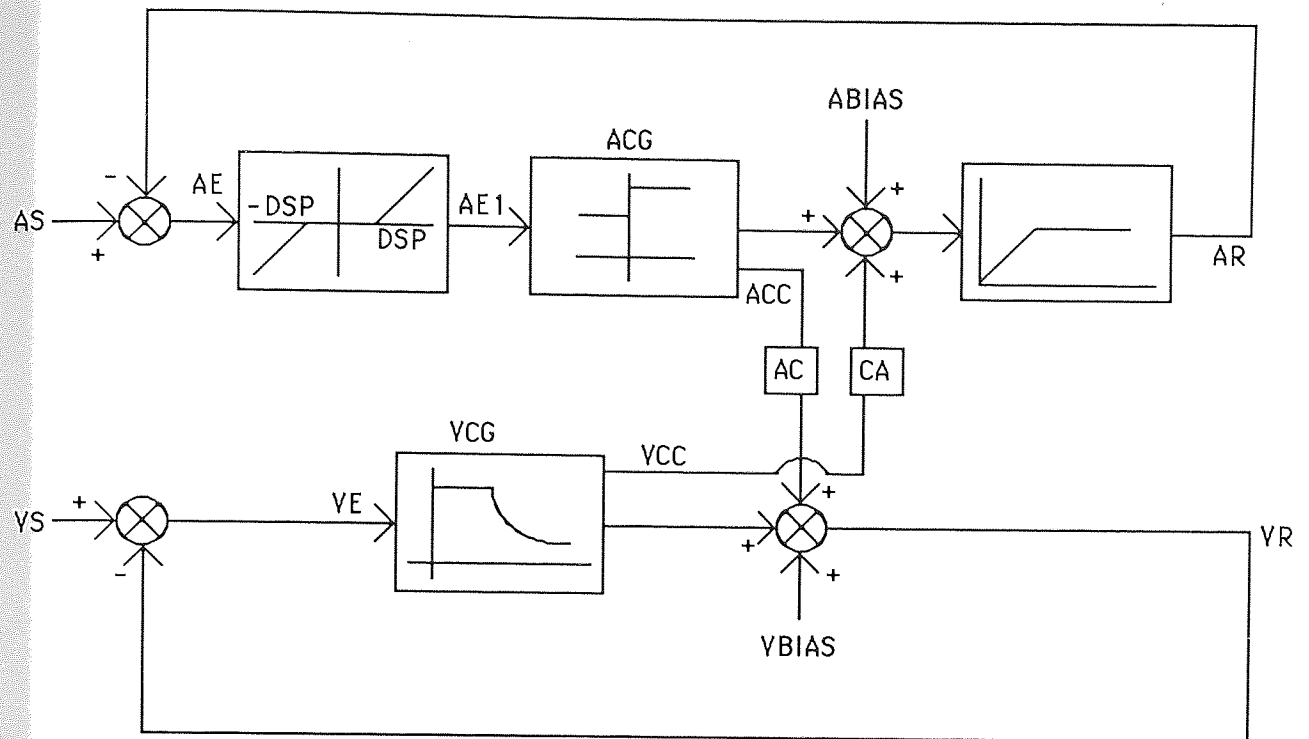 ABIAS
ACG
-
AE
-DSP
DSP
AE1
+
+
AS
+
AR
+
ACC
AC
CA
VCG
VCC
+
VS
VE
+
VR
-
+
+
VBIAS